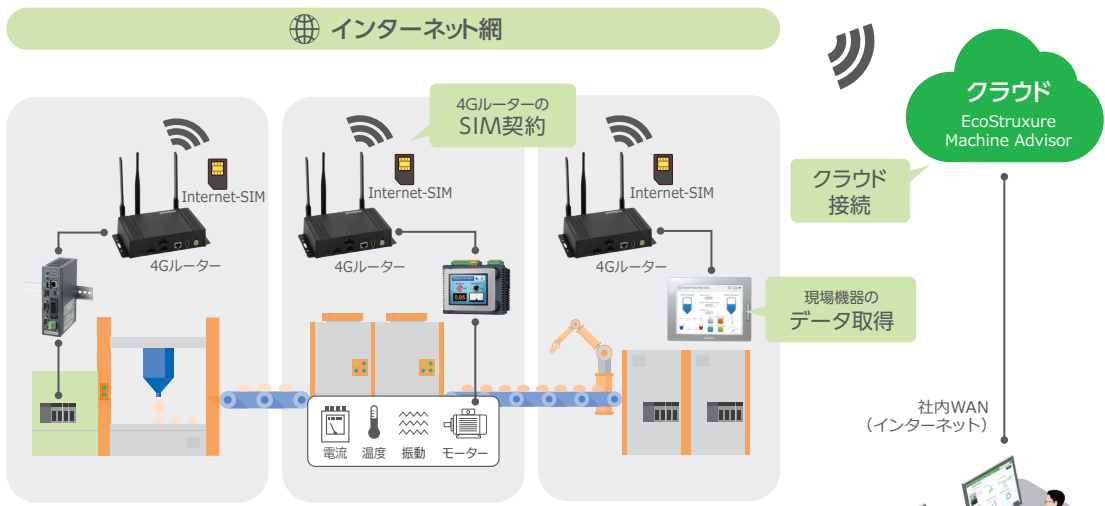 インターネット網
クラウド
EcoStruxure
Machine Advisor
4Gルーターの
SIM契約
クラウド
接続
Internet-SIM
4Gルーター
Internet-SIM
4Gルーター
Internet-SIM
4Gルーター
現場機器の
データ取得
電流
温度
振動
モーター
社内WAN
(インターネット)